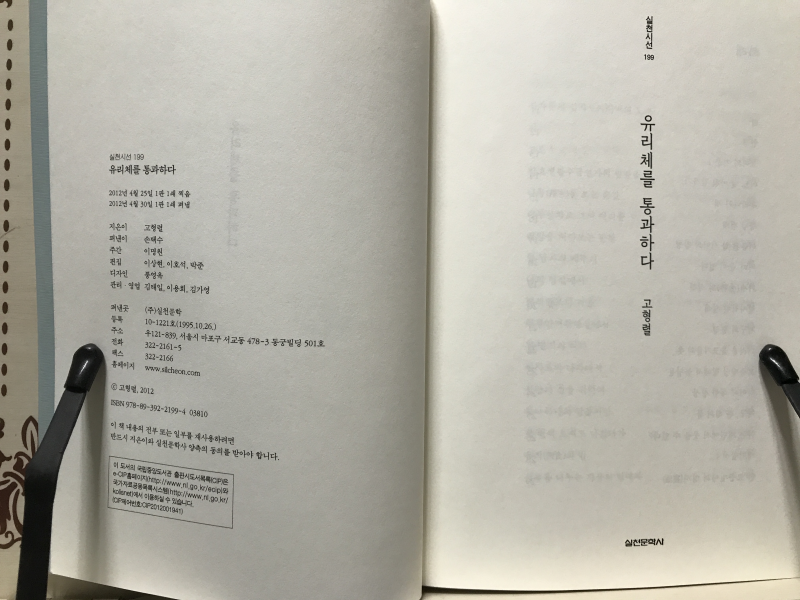 실천시선 199
유리체를 통과하다
2012년 4월 25일 1판 1쇄 찍음
2012년 4월 30일 1판 1쇄 펴냄
지은이 고형렬
펴낸이 손택수
주간 이명원
편집 이상현, 이호석, 박준
디자인 풍영옥
관리·영업 김태일, 이용희, 김가영
펴낸곳 (주)실천문학
등록 10-1221호(1995.10.26.)
주소 우121-839, 서울시 마포구 서교동 478-3 동궁빌딩 501호
전화 322-2161~5
팩스 322-2166
홈페이지 www.silcheon.com
ⓒ 고형렬, 2012
ISBN 978-89-392-2199-4 03810
이 책 내용의 전부 또는 일부를 재사용하려면
반드시 지은이와 실천문학사 양측의 동의를 받아야 합니다.
이 도서의 국립중앙도서관 출판시도서목록(CIP)은
e-CIP홈페이지(http://www.nl.go.kr/ecip)와
국가자료공동목록시스템(http://www.nl.go.kr/
kolisnet)에서 이용하실 수 있습니다.
(CIP제어번호:CIP2012001941)
실천시선
199
유리체를 통과하다
고형렬
실천문학사